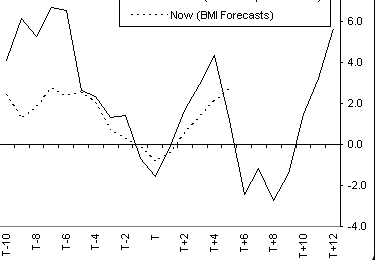 Now (BMI Forecasts)
6.0
4.0
2.0
0.0
-2.0
-4.0
T-10
T-8
T-6
T-4
T-2
T
T+2
T+4
T+6
T+8
T+10
T+12